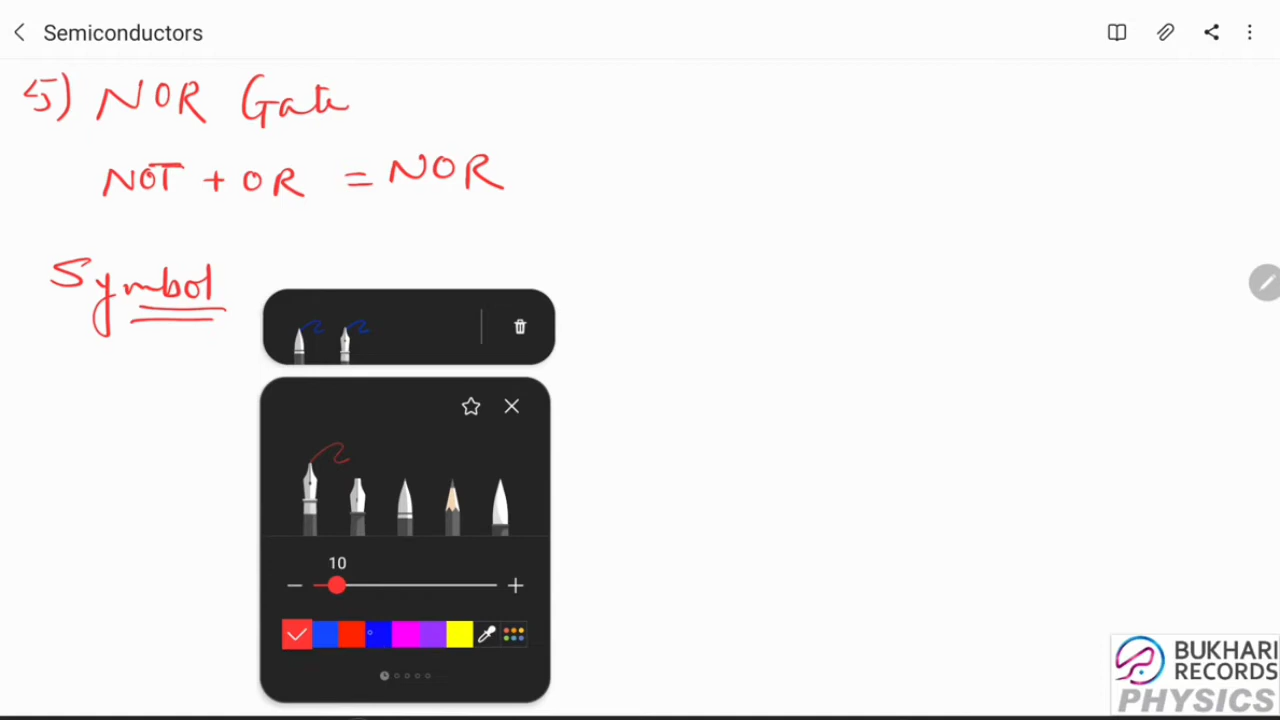 Semiconductors
5) NOR Gate
NOT + OR = NOR
Symbol
10
BUKHARI
RECORDS
PHYSICS